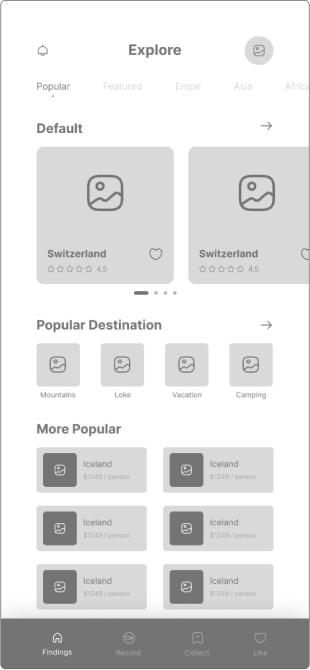 Explore
Popular Featured Erope Asia Africa
Default
Switzerland Switzerland
4.5 4.5
Popular Destination
Mountains Loke Vacation Camping
More Popular
Iceland Iceland
$1249 / person $1249 / person
Iceland Iceland
$1249 / person $1249 / person
Iceland Iceland
$1249 / person $1249 / person
Findings Record Collect Like